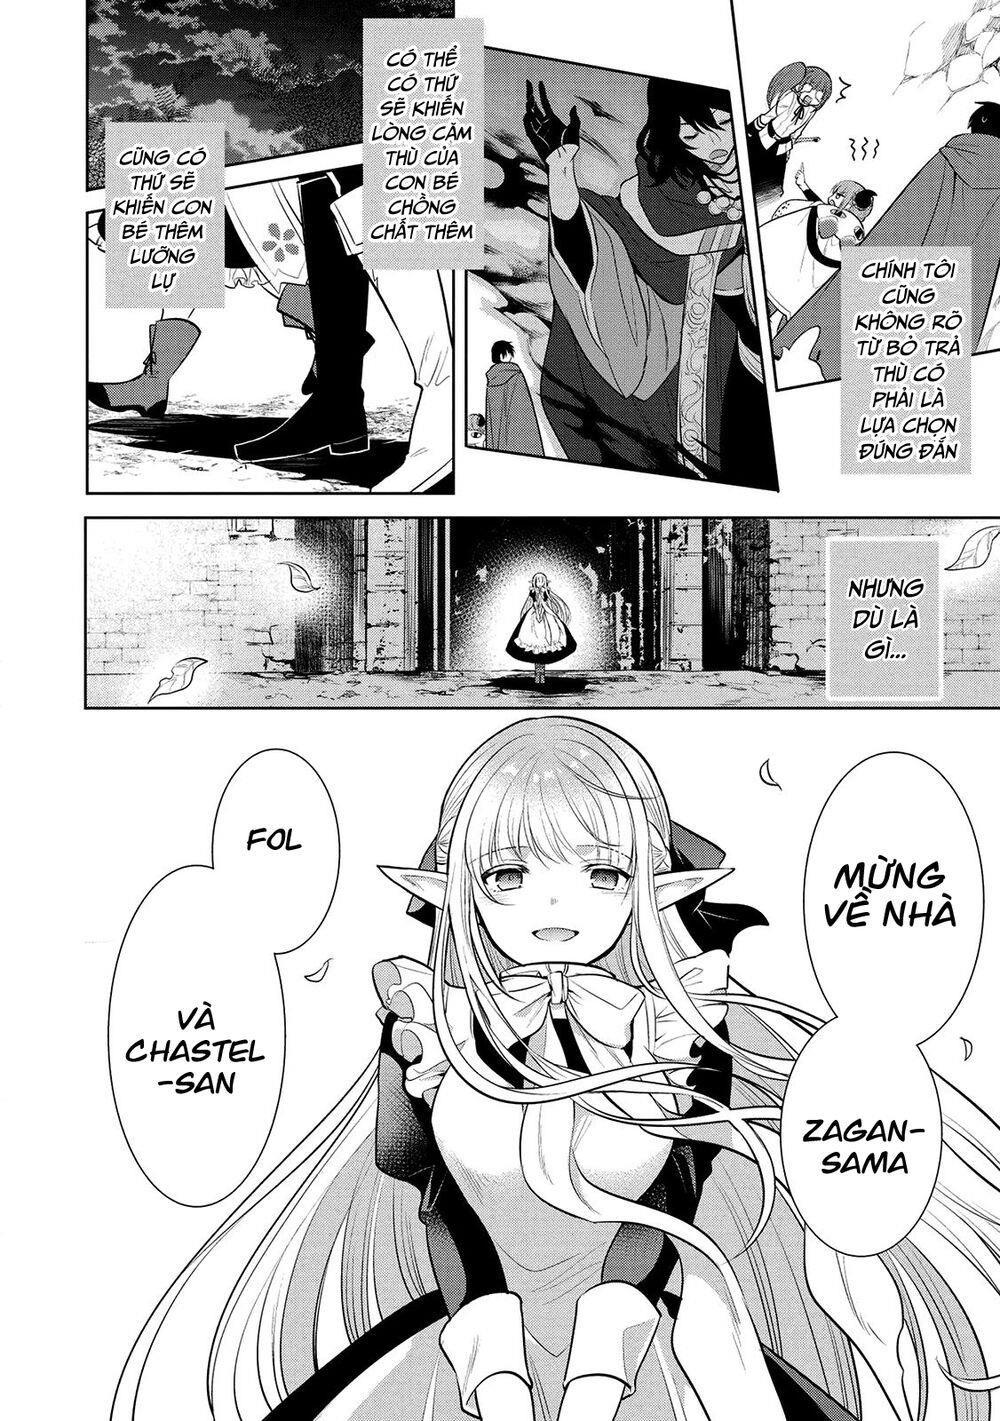 CHÍNH TÔI
CŨNG
KHÔNG RÕ
TỪ BỎ TRẢ
THÙ CÓ
PHẢI LÀ
LỰA CHỌN
ĐÚNG ĐẮN
CÓ THỂ
CÓ THỨ
SẼ KHIẾN
LÒNG CĂM
THÙ CỦA
CON BÉ
CHỒNG
CHẤT THÊM
CŨNG CÓ
THỨ SẼ
KHIẾN CON
BÉ THÊM
LƯỠNG
LỰ
NHƯNG
DÙ LÀ
GÌ...
MỪNG
VỀ NHÀ
ZAGAN-
SAMA
FOL
VÀ
CHASTEL
-SAN